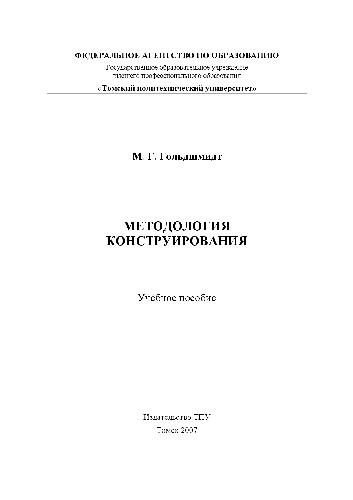 ФЕДЕРАЛЬНОЕ АГЕНТСТВО ПО ОБРАЗОВАНИЮ
Государственное образовательное учреждение
высшего профессионального образования
«Томский политехнический университет»
М. Г. Гольдшмидт
МЕТОДОЛОГИЯ
КОНСТРУИРОВАНИЯ
Учебное пособие
Издательство ТПУ
Томск 2007